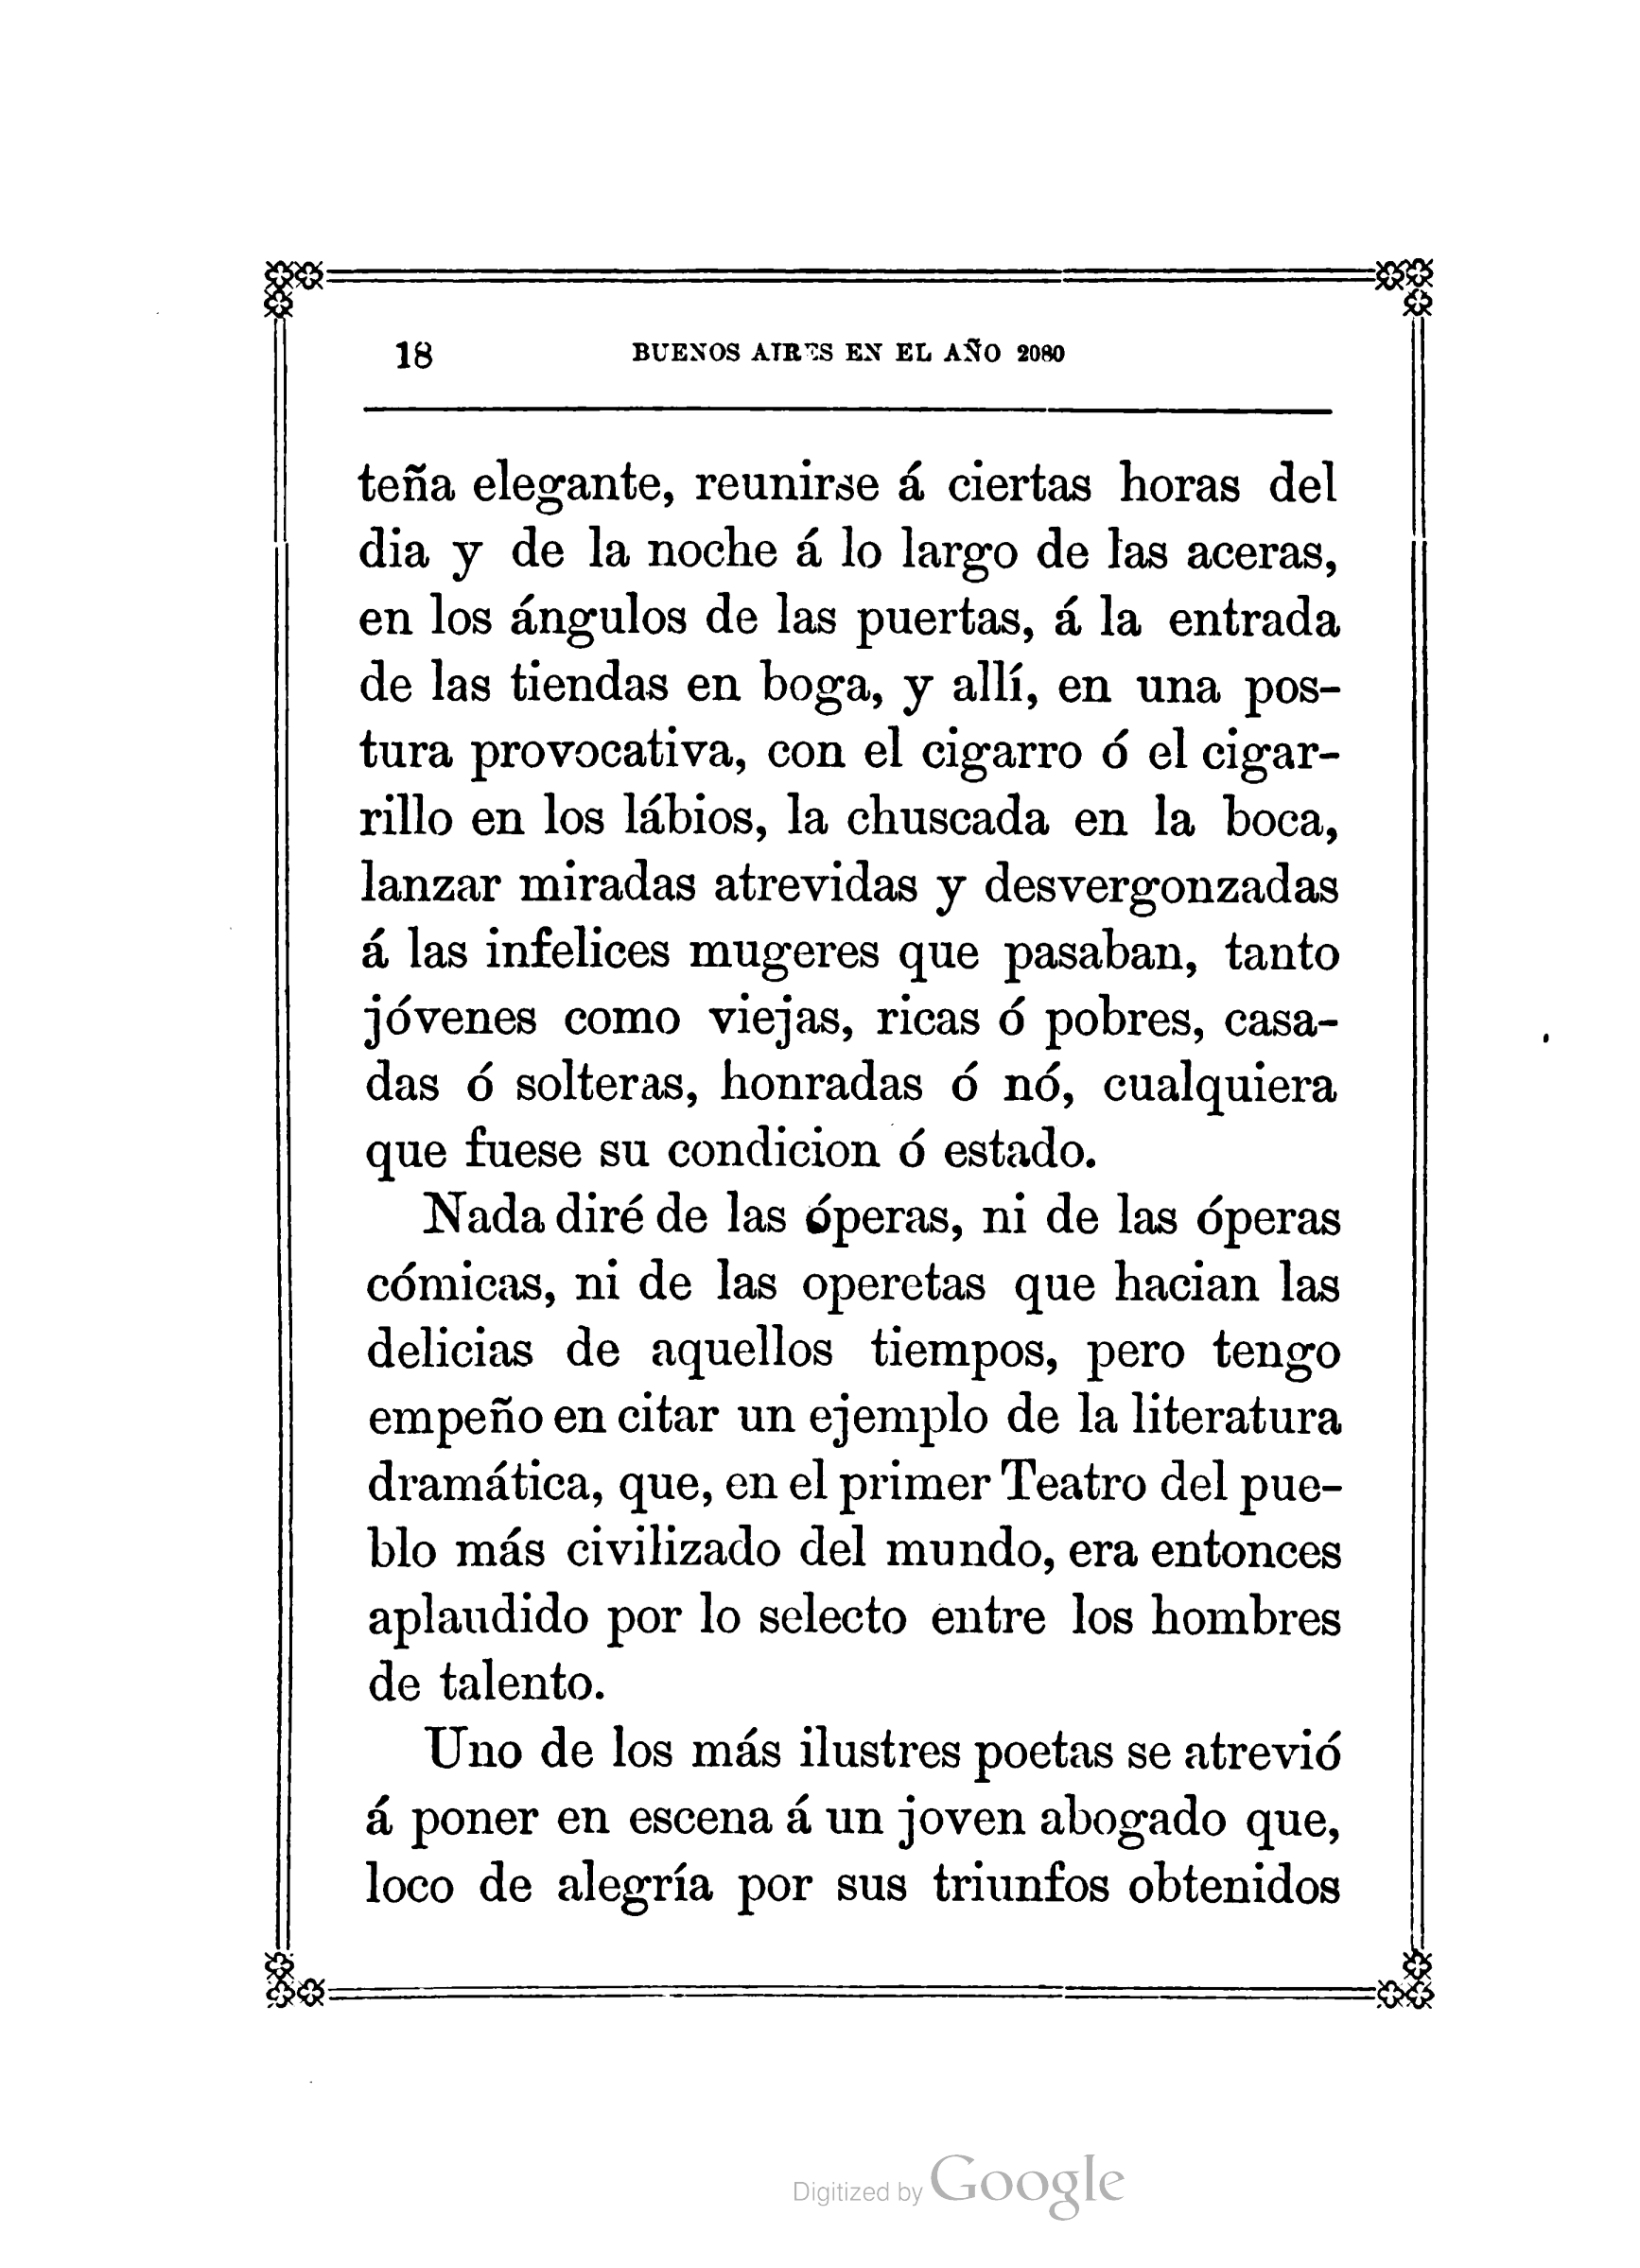 18 BUENOS AIRES EN EL AÑO 2080
teña elegante, reunirse á ciertas horas del
dia y de la noche á lo largo de las aceras,
en los ángulos de las puertas, á la entrada
de las tiendas en boga, y allí, en una pos-
tura provocativa, con el cigarro ó el cigar-
rillo en los lábios, la chuscada en la boca,
lanzar miradas atrevidas y desvergonzadas
á las infelices mugeres que pasaban, tanto
jóvenes como viejas, ricas ó pobres, casa-
das ó solteras, honradas ó nó, cualquiera
que fuese su condicion ó estado.
Nada diré de las óperas, ni de las óperas
cómicas, ni de las operetas que hacian las
delicias de aquellos tiempos, pero tengo
empeño en citar un ejemplo de la literatura
dramática, que, en el primer Teatro del pue-
blo más civilizado del mundo, era entonces
aplaudido por lo selecto entre los hombres
de talento.
Uno de los más ilustres poetas se atrevió
á poner en escena á un joven abogado que,
loco de alegría por sus triunfos obtenidos
Digitized by Google